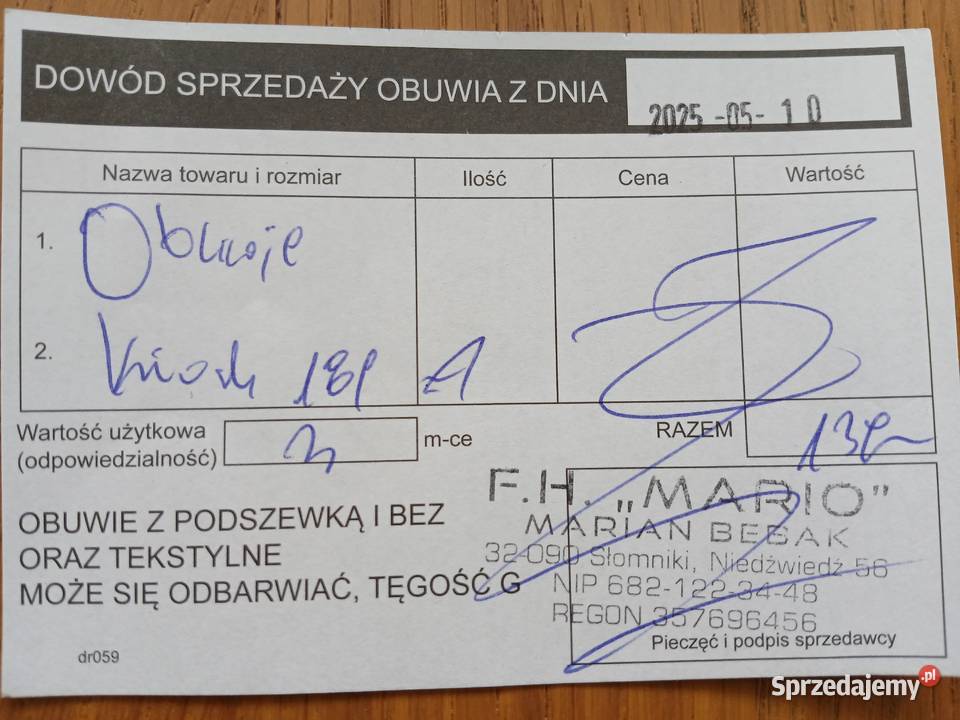 DOWÓD SPRZEDAŻY OBUWIA Z DNIA
2025-05-10
Nazwa towaru i rozmiar Ilość Cena Wartość
1. Obuwie
2. 1
Wartość użytkowa
(odpowiedzialność)
m-ce
RAZEM
F.H. „MARIO”
MARIAN BEBAK
32-090 Słomniki, Niedźwiedź 56
NIP 682-122-34-48
REGON 357696456
Pieczęć i podpis sprzedawcy
OBUWIE Z PODSZEWKĄ I BEZ
ORAZ TEKSTYLNE
MOŻE SIĘ ODBARWIAĆ, TĘGOŚĆ G
dr059
Sprzedajemy.pl